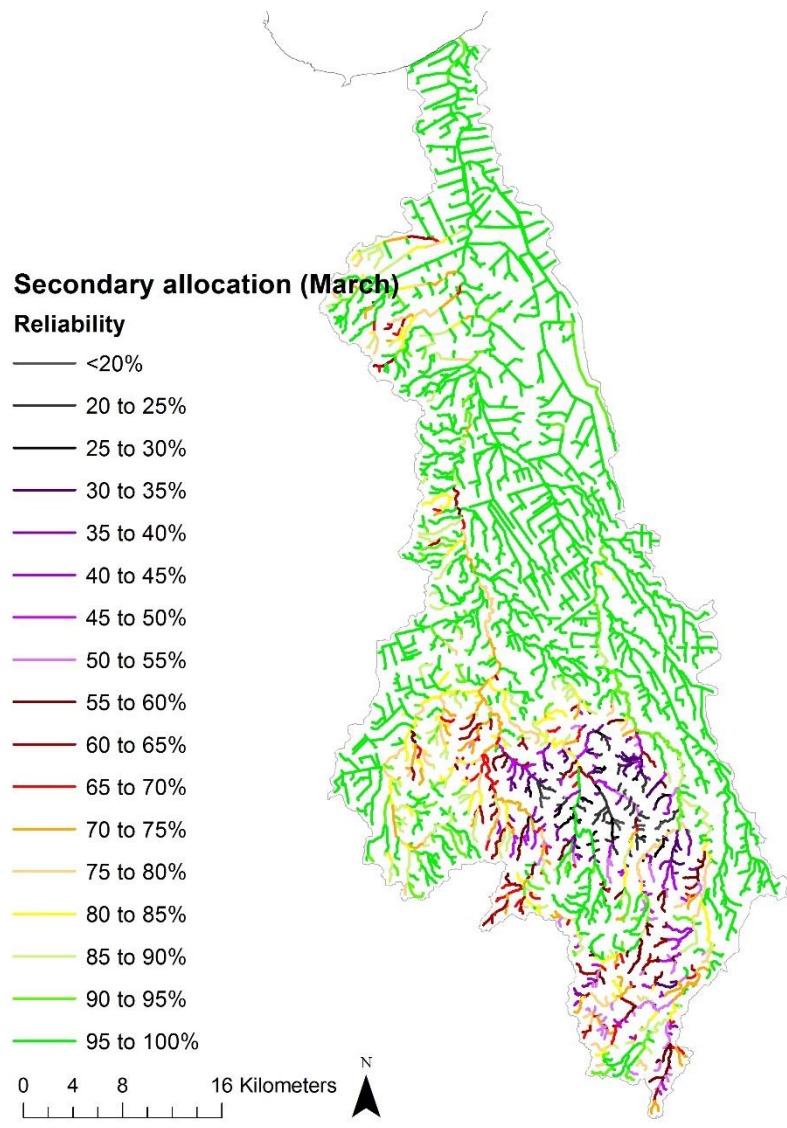 Secondary allocation (March)
Reliability
<20%
20 to 25%
25 to 30%
30 to 35%
35 to 40%
40 to 45%
45 to 50%
50 to 55%
55 to 60%
60 to 65%
65 to 70%
70 to 75%
75 to 80%
80 to 85%
85 to 90%
90 to 95%
95 to 100%
N
0 4 8 16 Kilometers